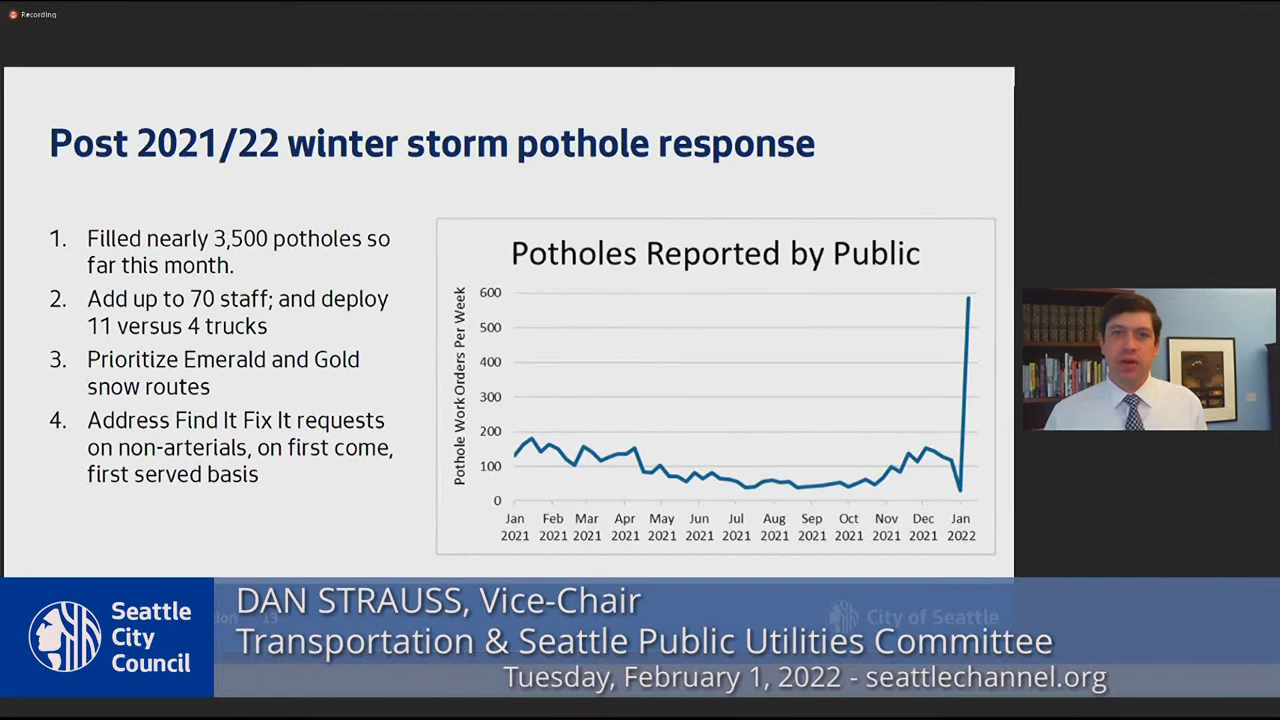 Recording
Post 2021/22 winter storm pothole response
1. Filled nearly 3,500 potholes so
far this month.
2. Add up to 70 staff; and deploy
11 versus 4 trucks
3. Prioritize Emerald and Gold
snow routes
4. Address Find It Fix It requests
on non-arterials, on first come,
first served basis
Potholes Reported by Public
Pothole Work Orders Per Week
600
500
400
300
200
100
0
Jan Feb Mar Apr May Jun Jul Aug Sep Oct Nov Dec Jan
2021 2021 2021 2021 2021 2021 2021 2021 2021 2021 2021 2021 2022
13
City of Seattle
Seattle
City
Council
DAN STRAUSS, Vice-Chair
Transportation & Seattle Public Utilities Committee
Tuesday, February 1, 2022 - seattlechannel.org